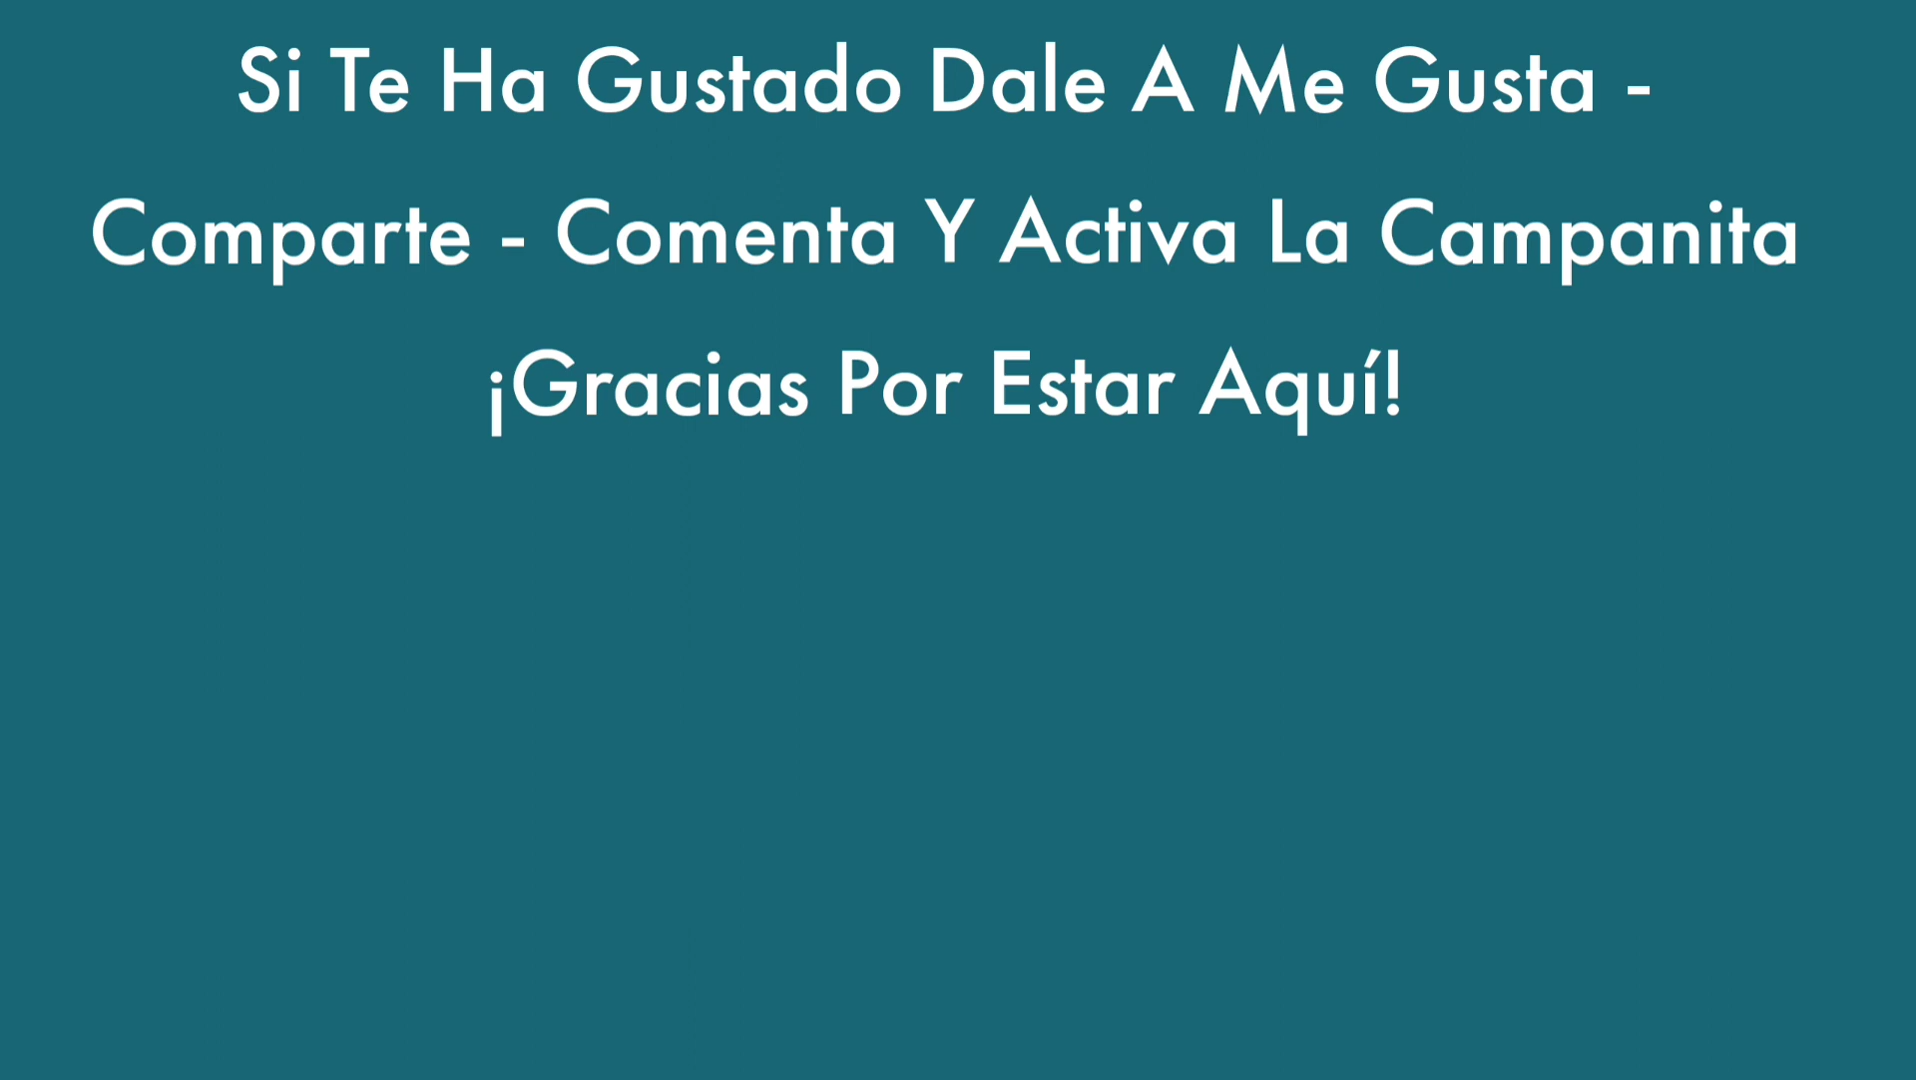 Si Te Ha Gustado Dale A Me Gusta -
Comparte - Comenta Y Activa La Campanita
¡Gracias Por Estar Aquí!